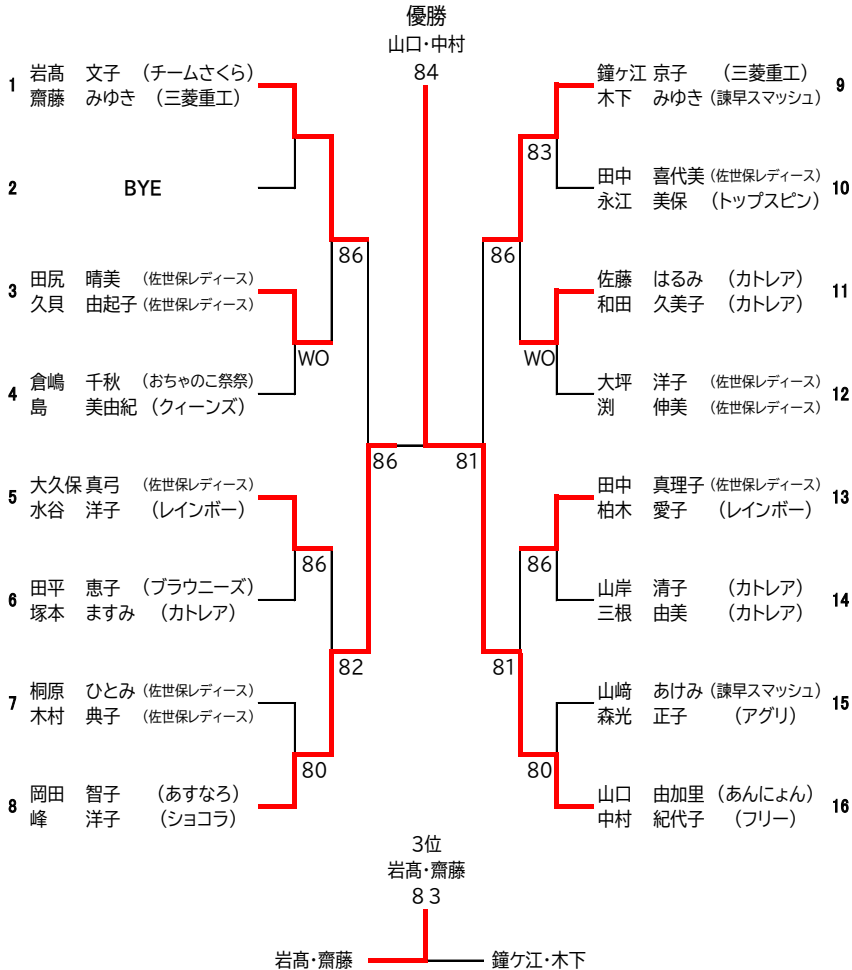 優勝
山口・中村
84
1 岩髙 文子 (チームさくら)
齋藤 みゆき (三菱重工)
2 BYE
86
3 田尻 晴美 (佐世保レディース)
久貝 由起子 (佐世保レディース)
WO
4 倉嶋 千秋 (おちゃのこ祭祭)
島 美由紀 (クィーンズ)
86
5 大久保 真弓 (佐世保レディース)
水谷 洋子 (レインボー)
86
6 田平 恵子 (ブラウニーズ)
塚本 ますみ (カトレア)
82
7 桐原 ひとみ (佐世保レディース)
木村 典子 (佐世保レディース)
80
8 岡田 智子 (あすなろ)
峰 洋子 (ショコラ)
鐘ヶ江 京子 (三菱重工) 9
木下 みゆき (諫早スマッシュ)
83
田中 喜代美 (佐世保レディース) 10
永江 美保 (トップスピン)
86
佐藤 はるみ (カトレア) 11
和田 久美子 (カトレア)
WO
大坪 洋子 (佐世保レディース) 12
渕 伸美 (佐世保レディース)
81
田中 真理子 (佐世保レディース) 13
柏木 愛子 (レインボー)
86
山岸 清子 (カトレア) 14
三根 由美 (カトレア)
81
山﨑 あけみ (諫早スマッシュ) 15
森光 正子 (アグリ)
80
山口 由加里 (あんにょん) 16
中村 紀代子 (フリー)
3位
岩髙・齋藤
83
岩髙・齋藤 鐘ケ江・木下